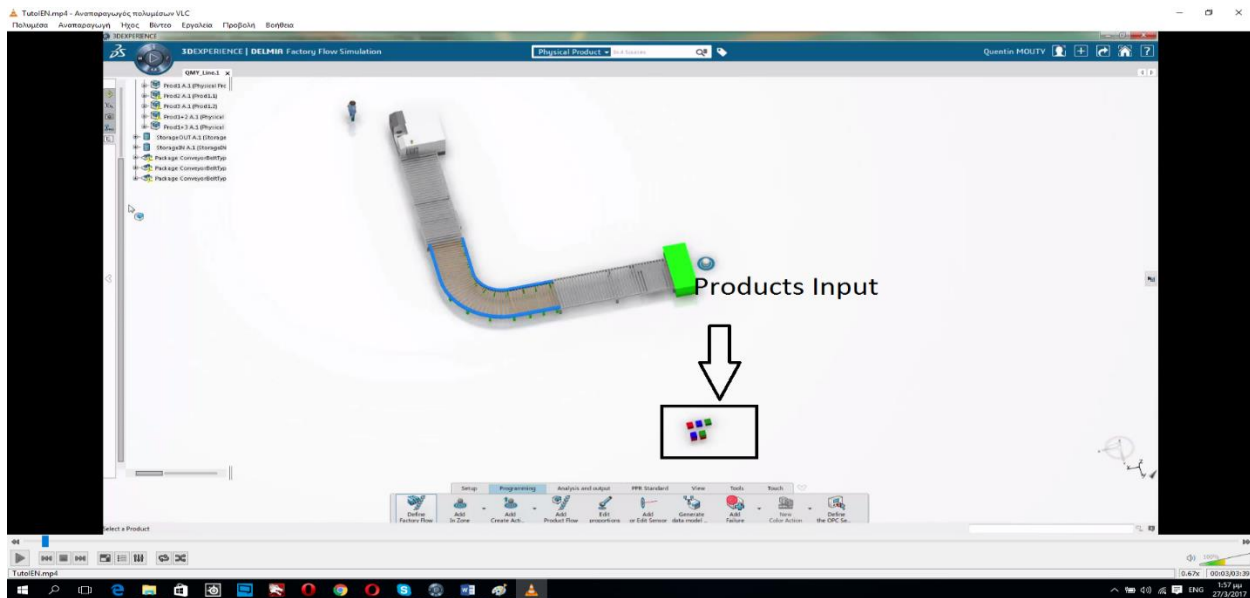 TutolEN.mp4 - Αναπαραγωγός πολυμέσων VLC
Πολυμέσα Αναπαραγωγή Ήχος Βίντεο Εργαλεία Προβολή Βοήθεια
3DEXPERIENCE
3DEXPERIENCE | DELMIA Factory Flow Simulation
Physical Product
Quentin MOUTY
QMY_Line.1 x
Prod1 A.1 (Physical Pro
Prod2 A.1 (Prod1.1)
Prod3 A.1 (Prod1.2)
Prod1+2 A.1 (Physical
Prod1+3 A.1 (Physical
StorageOUT A.1 (Storage
StorageIN A.1 (StorageIN
Package ConveyorBeltTyp
Package ConveyorBeltTyp
Package ConveyorBeltTyp
Products Input
Setup Programming Analysis and output PPR Standard View Tools Touch
Define Factory Flow
Add In Zone
Add Create Acti...
Add Product Flow
Edit proportions
Add or Edit Sensor
Generate data model ...
Add Failure
New Color Action
Define the OPC Se...
Select a Product
100%
TutolEN.mp4
0.67x 00:03/03:39
ENG
1:57 μμ
27/3/2017